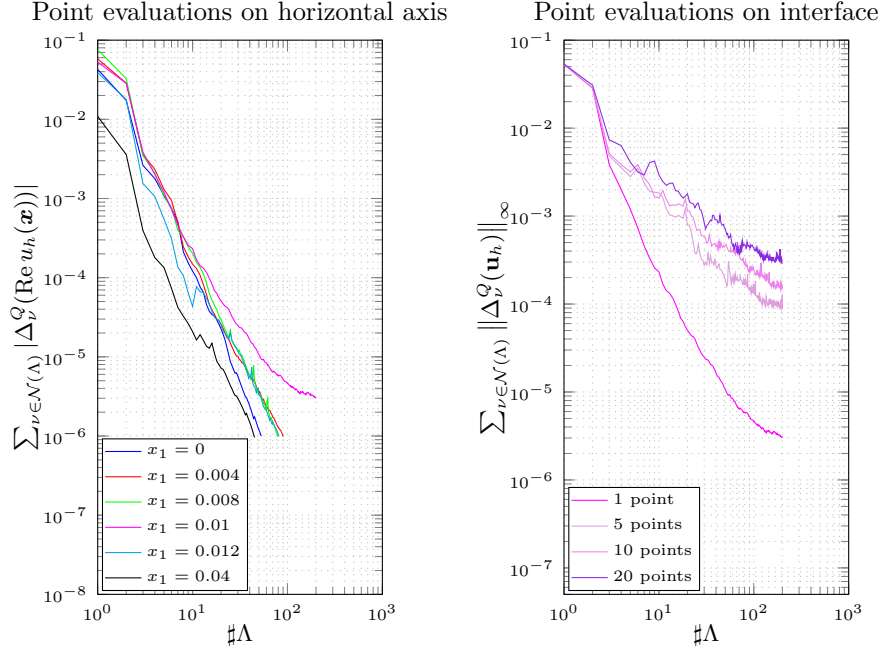 Point evaluations on horizontal axis
∑ν∈𝒩(Λ) |Δ_ν^Q(Re u_h(𝒙))|
10^−1
10^−2
10^−3
10^−4
10^−5
10^−6
10^−7
10^−8
10^0
10^1
10^2
10^3
♯Λ
x_1 = 0
x_1 = 0.004
x_1 = 0.008
x_1 = 0.01
x_1 = 0.012
x_1 = 0.04
Point evaluations on interface
∑ν∈𝒩(Λ) ||Δ_ν^Q(𝐮_h)||_∞
10^−1
10^−2
10^−3
10^−4
10^−5
10^−6
10^−7
10^0
10^1
10^2
10^3
♯Λ
1 point
5 points
10 points
20 points